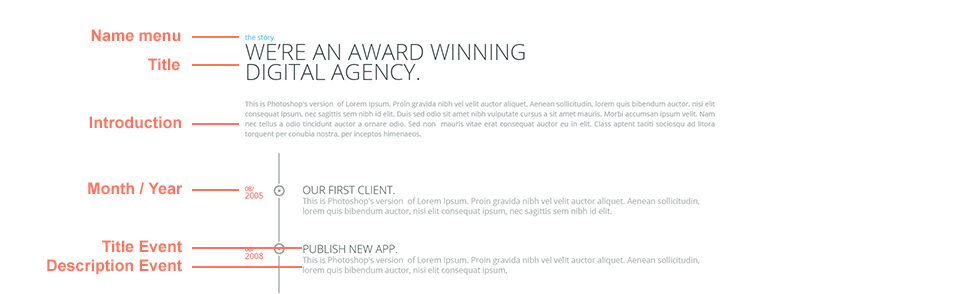 Name menu
the story
Title
WE'RE AN AWARD WINNING
DIGITAL AGENCY.
Introduction
This is Photoshop's version of Lorem Ipsum. Proin gravida nibh vel velit auctor aliquet. Aenean sollicitudin, lorem quis bibendum auctor, nisi elit
consequat ipsum, nec sagittis sem nibh id elit. Duis sed odio sit amet nibh vulputate cursus a sit amet mauris. Morbi accumsan ipsum velit. Nam
nec tellus a odio tincidunt auctor a ornare odio. Sed non mauris vitae erat consequat auctor eu in elit. Class aptent taciti sociosqu ad litora
torquent per conubia nostra, per inceptos himenaeos.
Month / Year
08/
2005
OUR FIRST CLIENT.
This is Photoshop's version of Lorem Ipsum. Proin gravida nibh vel velit auctor aliquet. Aenean sollicitudin,
lorem quis bibendum auctor, nisi elit consequat ipsum, nec sagittis sem nibh id elit.
Title Event
2008
PUBLISH NEW APP.
Description Event
This is Photoshop's version of Lorem Ipsum. Proin gravida nibh vel velit auctor aliquet. Aenean sollicitudin,
lorem quis bibendum auctor, nisi elit consequat ipsum,